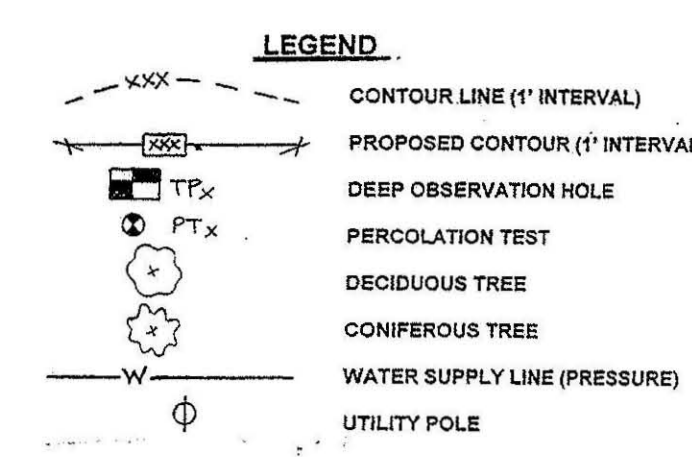 LEGEND
XXX CONTOUR LINE (1' INTERVAL)
XXX PROPOSED CONTOUR (1' INTERVAL
TPX DEEP OBSERVATION HOLE
PTX PERCOLATION TEST
X DECIDUOUS TREE
X CONIFEROUS TREE
W WATER SUPPLY LINE (PRESSURE)
UTILITY POLE